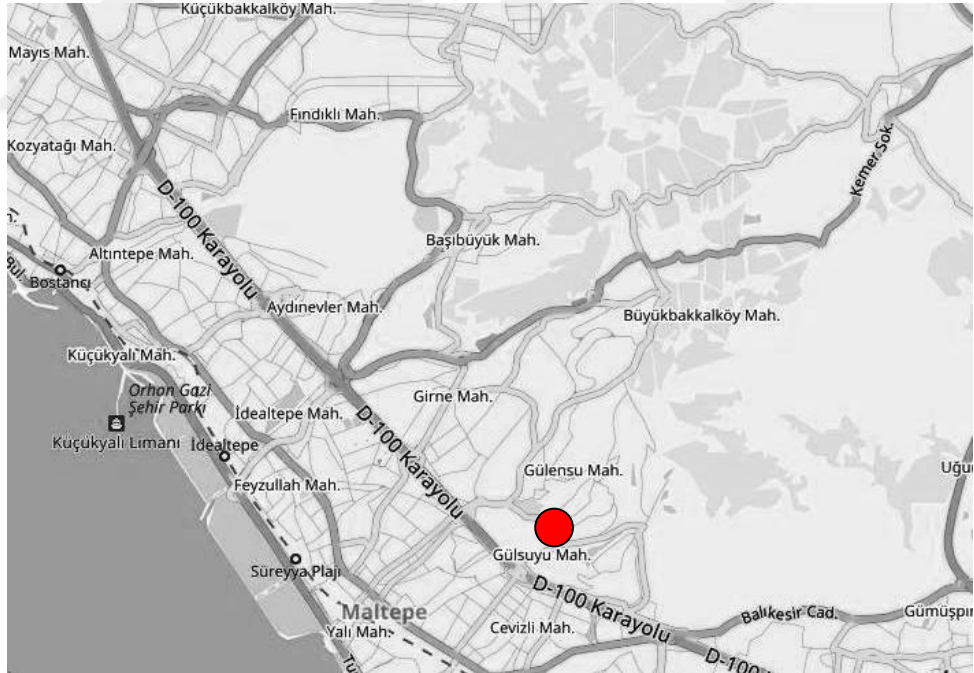 Küçükbakkalköy Mah.
Mayıs Mah.
Fındıklı Mah.
Kozyatağı Mah.
Kemer Sok.
D-100 Karayolu
Başıbüyük Mah.
Altıntepe Mah.
Bul.
Bostancı
Aydınevler Mah.
Büyükbakkalköy Mah.
Küçükyalı Mah.
Orhan Gazi
Şehir Parkı
Girne Mah.
İdealtepe Mah.
D-100 Karayolu
Küçükyalı Limanı
İdealtepe
Gülensu Mah.
Feyzullah Mah.
Gülsuyu Mah.
Süreyya Plajı
D-100 Karayolu
Maltepe
Balıkesir Cad.
Yalı Mah.
Cevizli Mah.